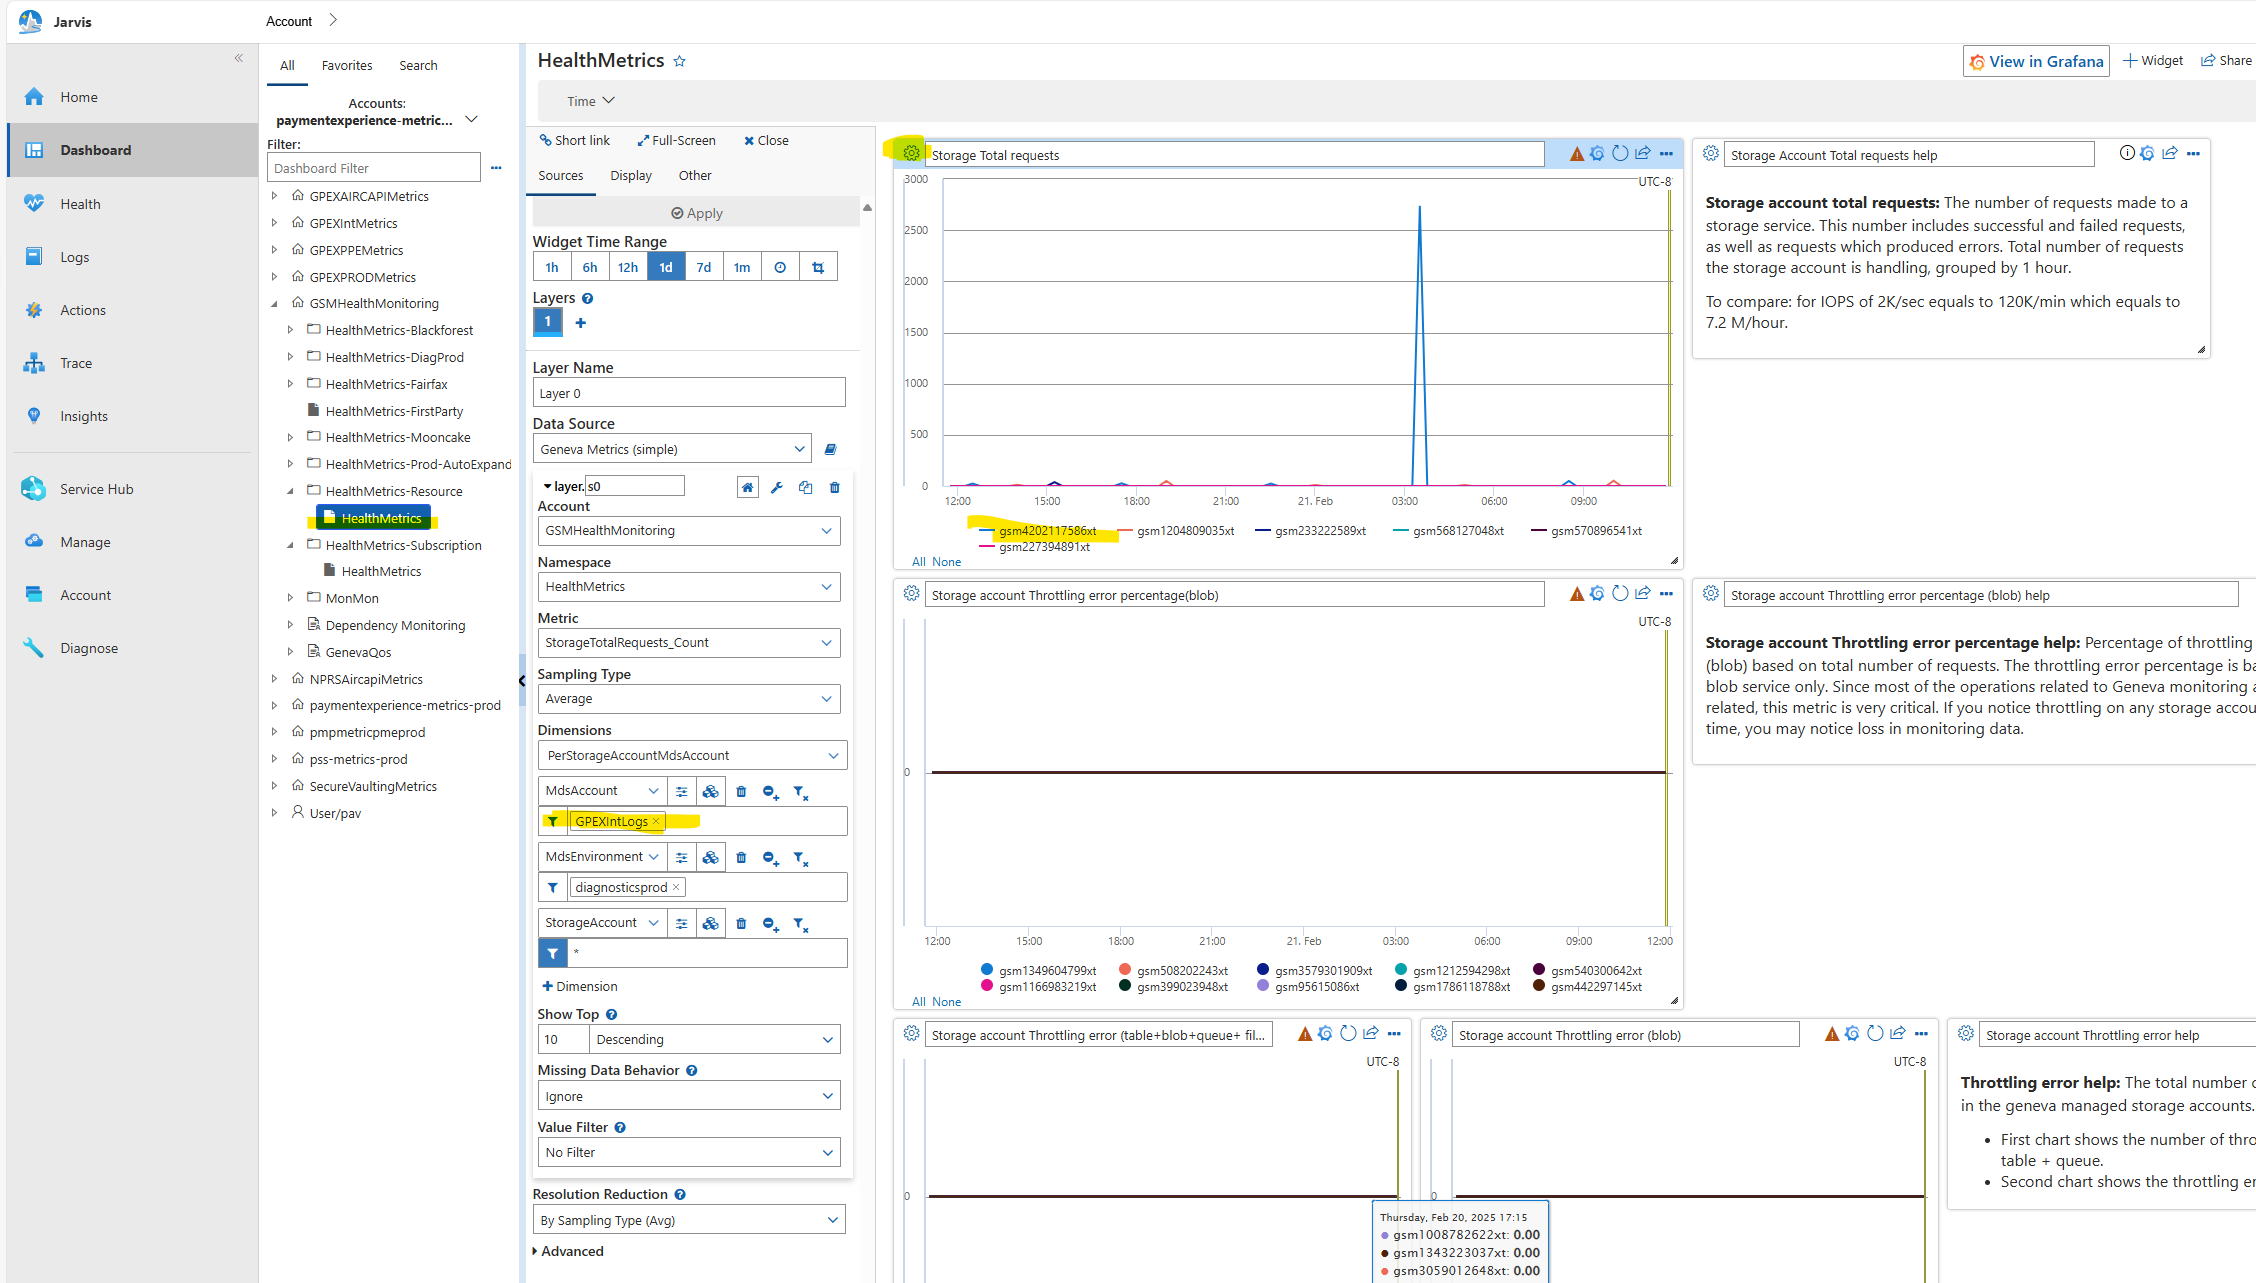 Jarvis
Account
Home
Dashboard
Health
Logs
Actions
Trace
Insights
Service Hub
Manage
Account
Diagnose
All Favorites Search
Accounts:
paymentexperience-metric...
Filter:
Dashboard Filter
GPEXAIRCAPIMetrics
GPEXIntMetrics
GPEXPPEMetrics
GPEXPRODMetrics
GSMHealthMonitoring
HealthMetrics-Blackforest
HealthMetrics-DiagProd
HealthMetrics-Fairfax
HealthMetrics-FirstParty
HealthMetrics-Mooncake
HealthMetrics-Prod-AutoExpand
HealthMetrics-Resource
HealthMetrics
HealthMetrics-Subscription
HealthMetrics
MonMon
Dependency Monitoring
GenevaQos
NPRSAircapiMetrics
paymentexperience-metrics-prod
pmpmetricpmeprod
pss-metrics-prod
SecureVaultingMetrics
User/pav
HealthMetrics
View in Grafana
Widget
Share
Time
Short link Full-Screen Close
Sources Display Other
Apply
Widget Time Range
1h 6h 12h 1d 7d 1m
Layers
1
Layer Name
Layer 0
Data Source
Geneva Metrics (simple)
layer. s0
Account
GSMHealthMonitoring
Namespace
HealthMetrics
Metric
StorageTotalRequests_Count
Sampling Type
Average
Dimensions
PerStorageAccountMdsAccount
MdsAccount
GPEXIntLogs ×
MdsEnvironment
diagnosticsprod ×
StorageAccount
*
Dimension
Show Top
10 Descending
Missing Data Behavior
Ignore
Value Filter
No Filter
Resolution Reduction
By Sampling Type (Avg)
Advanced
Storage Total requests
UTC-8
3000
2500
2000
1500
1000
500
0
12:00 15:00 18:00 21:00 21. Feb 03:00 06:00 09:00
gsm4202117586xt gsm1204809035xt gsm233222589xt gsm568127048xt gsm570896541xt
gsm227394891xt
All None
Storage Account Total requests help
Storage account total requests: The number of requests made to a
storage service. This number includes successful and failed requests,
as well as requests which produced errors. Total number of requests
the storage account is handling, grouped by 1 hour.
To compare: for IOPS of 2K/sec equals to 120K/min which equals to
7.2 M/hour.
Storage account Throttling error percentage(blob)
UTC-8
0
12:00 15:00 18:00 21:00 21. Feb 03:00 06:00 09:00 12:00
gsm1349604799xt gsm508202243xt gsm3579301909xt gsm1212594298xt gsm540300642xt
gsm1166983219xt gsm399023948xt gsm95615086xt gsm1786118788xt gsm442297145xt
All None
Storage account Throttling error percentage (blob) help
Storage account Throttling error percentage help: Percentage of throttling
(blob) based on total number of requests. The throttling error percentage is ba
blob service only. Since most of the operations related to Geneva monitoring a
related, this metric is very critical. If you notice throttling on any storage accou
time, you may notice loss in monitoring data.
Storage account Throttling error (table+blob+queue+ fil...
UTC-8
0
Storage account Throttling error (blob)
UTC-8
0
Thursday, Feb 20, 2025 17:15
gsm1008782622xt: 0.00
gsm1343223037xt: 0.00
gsm3059012648xt: 0.00
Storage account Throttling error help
Throttling error help: The total number o
in the geneva managed storage accounts.
First chart shows the number of thro
table + queue.
Second chart shows the throttling er